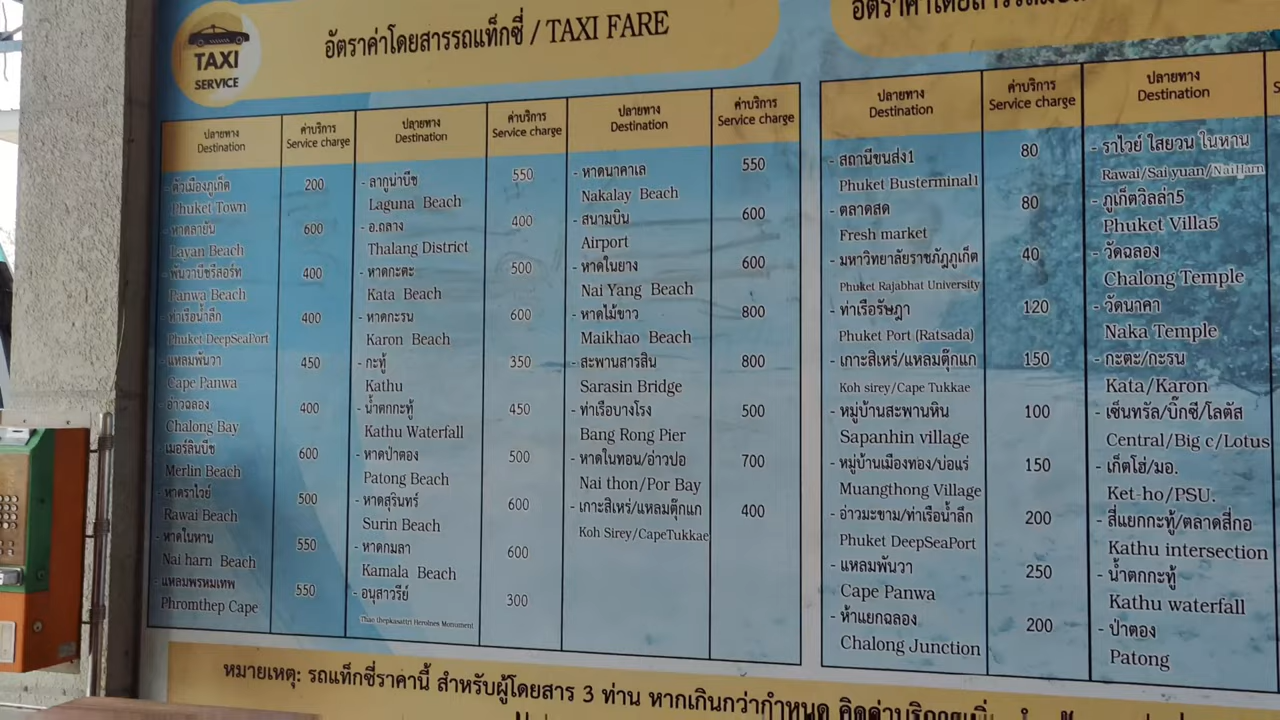 TAXI
SERVICE
อัตราค่าโดยสารรถแท็กซี่ / TAXI FARE
ปลายทาง
Destination
ค่าบริการ
Service charge
- ตัวเมืองภูเก็ต 200
Phuket Town
- หาดลายัน 600
Layan Beach
- พันวาบีชรีสอร์ท 400
Panwa Beach
- ท่าเรือน้ำลึก 400
Phuket DeepSeaPort
- แหลมพันวา 450
Cape Panwa
- อ่าวฉลอง 400
Chalong Bay
- เมอร์ลินบีช 600
Merlin Beach
- หาดราไวย์ 500
Rawai Beach
- หาดในหาน 550
Nai harn Beach
- แหลมพรหมเทพ 550
Phromthep Cape
ปลายทาง
Destination
ค่าบริการ
Service charge
- ลากูน่าบีช 550
Laguna Beach
- อ.ถลาง 400
Thalang District
- หาดกะตะ 500
Kata Beach
- หาดกะรน 600
Karon Beach
- กะทู้ 350
Kathu
- น้ำตกกะทู้ 450
Kathu Waterfall
- หาดป่าตอง 500
Patong Beach
- หาดสุรินทร์ 600
Surin Beach
- หาดกมลา 600
Kamala Beach
- อนุสาวรีย์ 300
Thao thepkasattri Heroines Monument
ปลายทาง
Destination
ค่าบริการ
Service charge
- หาดนาคาเล 550
Nakalay Beach
- สนามบิน 600
Airport
- หาดในยาง 600
Nai Yang Beach
- หาดไม้ขาว 800
Maikhao Beach
- สะพานสารสิน 800
Sarasin Bridge
- ท่าเรือบางโรง 500
Bang Rong Pier
- หาดในทอน/อ่าวปอ 700
Nai thon/Por Bay
- เกาะสิเหร่/แหลมตุ๊กแก 400
Koh Sirey/CapeTukkae
ปลายทาง
Destination
ค่าบริการ
Service charge
- สถานีขนส่ง1 80
Phuket Busterminal1
- ตลาดสด 80
Fresh market
- มหาวิทยาลัยราชภัฎภูเก็ต 40
Phuket Rajabhat University
- ท่าเรือรัษฎา 120
Phuket Port (Ratsada)
- เกาะสิเหร่/แหลมตุ๊กแก 150
Koh sirey/Cape Tukkae
- หมู่บ้านสะพานหิน 100
Sapanhin village
- หมู่บ้านเมืองทอง/บ่อแร่ 150
Muangthong Village
- อ่าวมะขาม/ท่าเรือน้ำลึก 200
Phuket DeepSeaPort
- แหลมพันวา 250
Cape Panwa
- ห้าแยกฉลอง 200
Chalong Junction
ปลายทาง
Destination
- ราไวย์ ใสยวน ในหาน
Rawai/Sai yuan/NaiHarn
- ภูเก็ตวิลล่า5
Phuket Villa5
- วัดฉลอง
Chalong Temple
- วัดนาคา
Naka Temple
- กะตะ/กะรน
Kata/Karon
- เซ็นทรัล/บิ๊กซี/โลตัส
Central/Big c/Lotus
- เก็ตโฮ่/มอ.
Ket-ho/PSU.
- สี่แยกกะทู้/ตลาดสี่กอ
Kathu intersection
- น้ำตกกะทู้
Kathu waterfall
- ป่าตอง
Patong
หมายเหตุ: รถแท็กซี่ราคานี้ สำหรับผู้โดยสาร 3 ท่าน หากเกินกว่ากำหนด